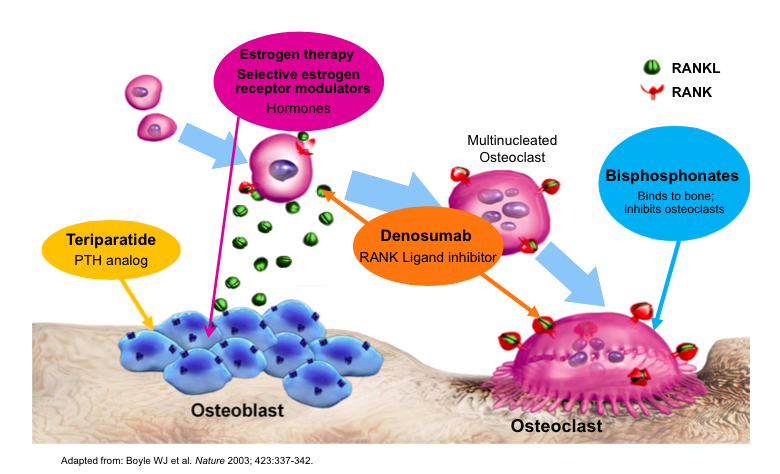 Estrogen therapy
Selective estrogen
receptor modulators
Hormones
RANKL
RANK
Multinucleated
Osteoclast
Bisphosphonates
Binds to bone;
inhibits osteoclasts
Teriparatide
PTH analog
Denosumab
RANK Ligand inhibitor
Osteoblast
Osteoclast
Adapted from: Boyle WJ et al. Nature 2003; 423:337-342.